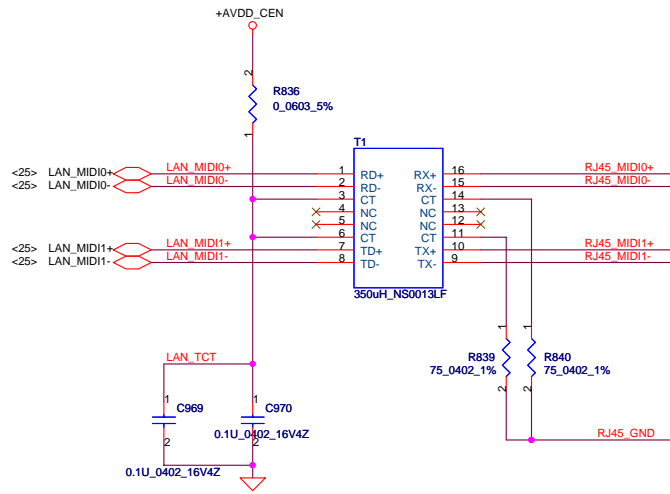 +AVDD_CEN
2
R836
0_0603_5%
1
T1
<25> LAN_MIDI0+ LAN_MIDI0+ 1 RD+ RX+ 16 RJ45_MIDI0+
<25> LAN_MIDI0- LAN_MIDI0- 2 RD- RX- 15 RJ45_MIDI0-
3 CT CT 14
4 NC NC 13
5 NC NC 12
6 CT CT 11
<25> LAN_MIDI1+ LAN_MIDI1+ 7 TD+ TX+ 10 RJ45_MIDI1+
<25> LAN_MIDI1- LAN_MIDI1- 8 TD- TX- 9 RJ45_MIDI1-
350uH_NS0013LF
1 1
LAN_TCT
R839 R840
75_0402_1% 75_0402_1%
2 2
1 1
C969 C970
2 2
0.1U_0402_16V4Z
0.1U_0402_16V4Z
RJ45_GND